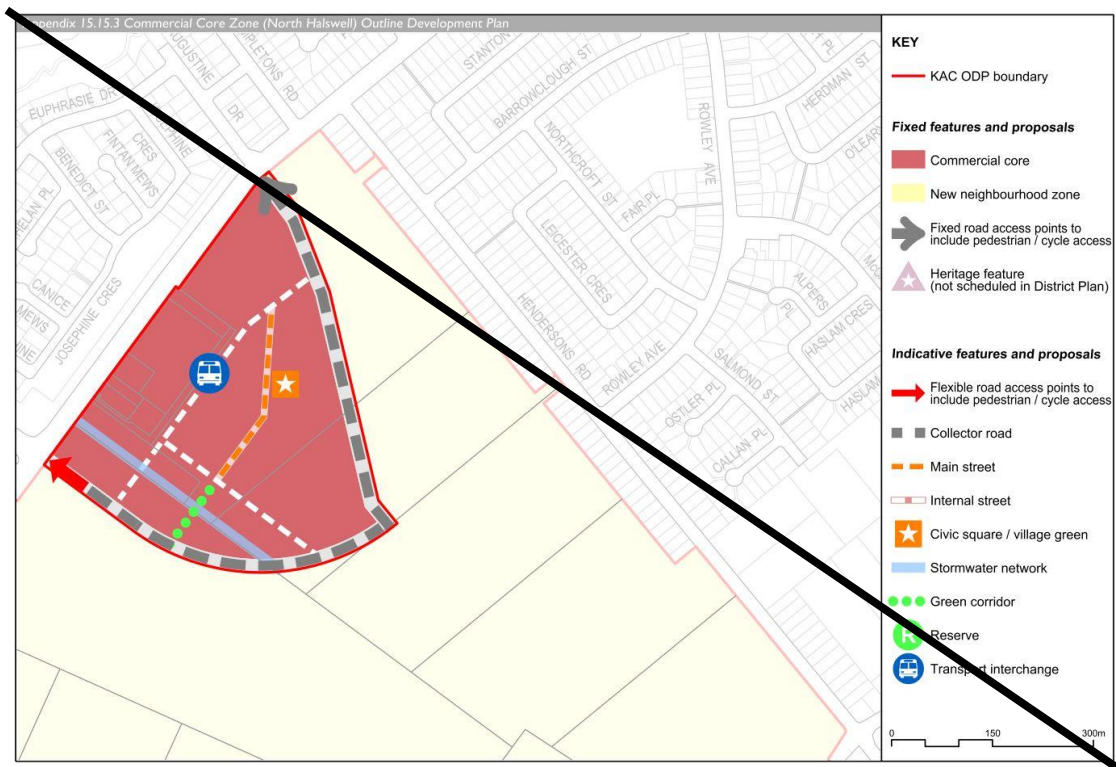 ppendix 15.15.3 Commercial Core Zone (North Halswell) Outline Development Plan
KEY
KAC ODP boundary
Fixed features and proposals
Commercial core
New neighbourhood zone
Fixed road access points to
include pedestrian / cycle access
Heritage feature
(not scheduled in District Plan)
Indicative features and proposals
Flexible road access points to
include pedestrian / cycle access
Collector road
Main street
Internal street
Civic square / village green
Stormwater network
Green corridor
R
Reserve
Transport interchange
0 150 300m
EUPHRASIE DR
AUGUSTINE
DR
JOSEPHINE
CRES
FINTAN MEWS
BENEDICT ST
CANICE
MEWS
JOSEPHINE CRES
STANTON
BARROWCLOUGH ST
NORTHCROFT ST
FAIR PL
LEICESTER CRES
ROWLEY AVE
HERDMAN ST
HENDERSONS RD
ROWLEY AVE
SALMOND ST
OSTLER PL
CALLAN PL
ALPERS
PL
HASLAM CRES
HASLAM